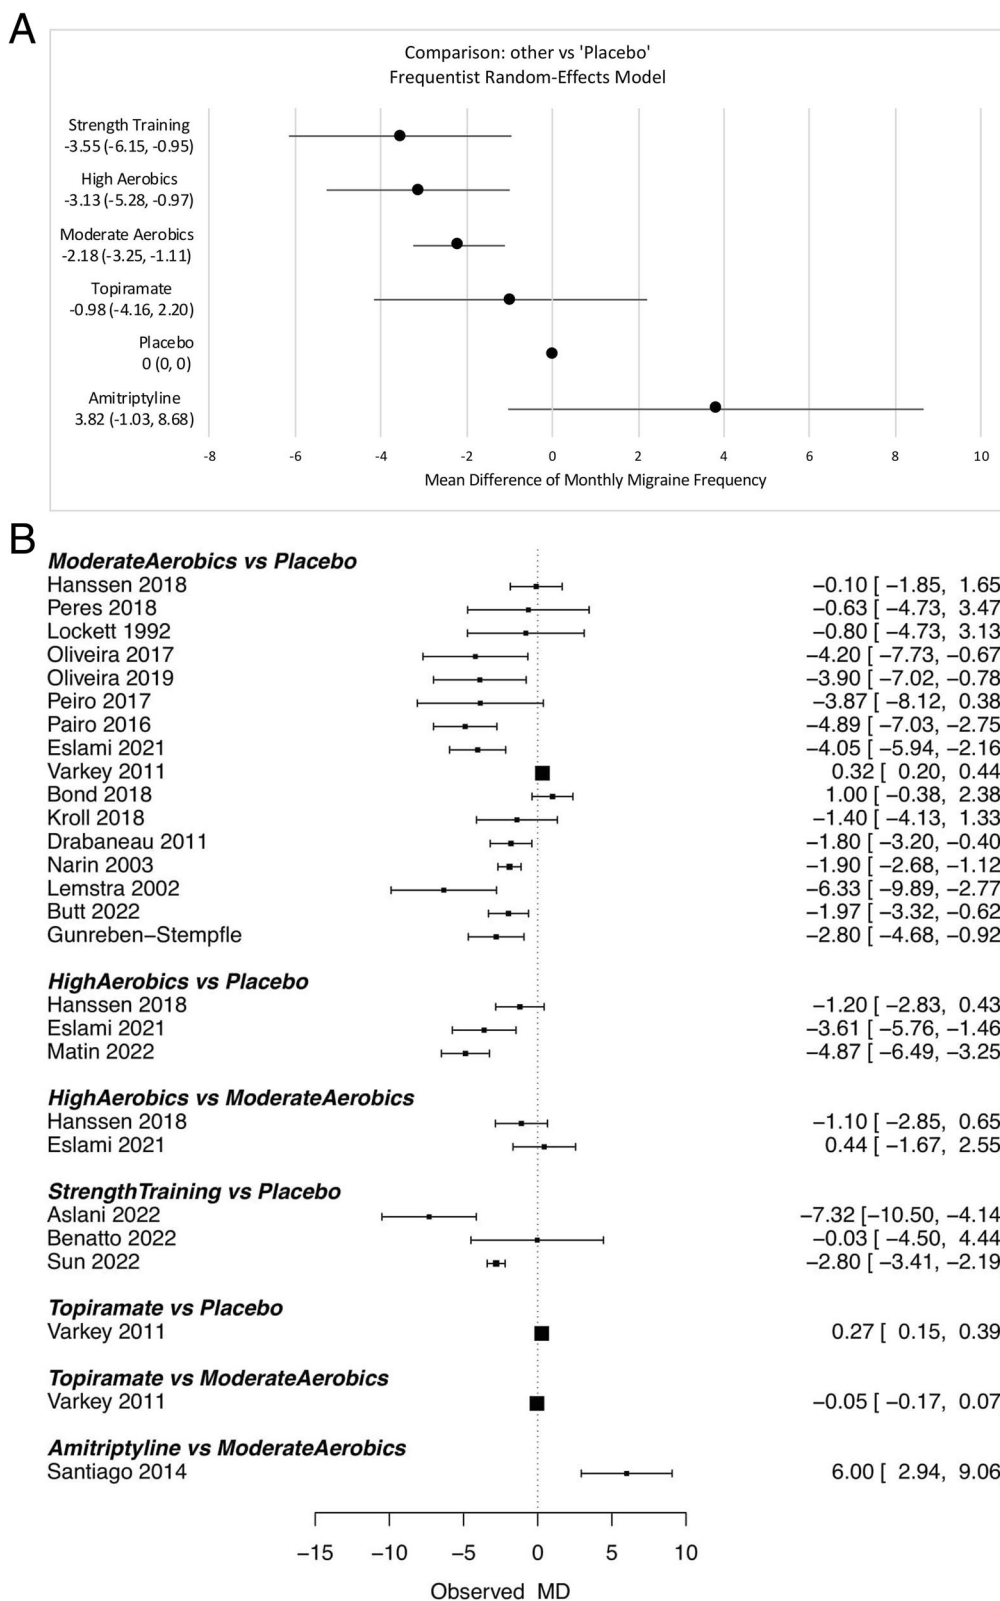 A
Comparison: other vs 'Placebo'
Frequentist Random-Effects Model
Strength Training
-3.55 (-6.15, -0.95)
High Aerobics
-3.13 (-5.28, -0.97)
Moderate Aerobics
-2.18 (-3.25, -1.11)
Topiramate
-0.98 (-4.16, 2.20)
Placebo
0 (0, 0)
Amitriptyline
3.82 (-1.03, 8.68)
-8 -6 -4 -2 0 2 4 6 8 10
Mean Difference of Monthly Migraine Frequency
B
ModerateAerobics vs Placebo
Hanssen 2018 −0.10 [ −1.85, 1.65
Peres 2018 −0.63 [ −4.73, 3.47
Lockett 1992 −0.80 [ −4.73, 3.13
Oliveira 2017 −4.20 [ −7.73, −0.67
Oliveira 2019 −3.90 [ −7.02, −0.78
Peiro 2017 −3.87 [ −8.12, 0.38
Pairo 2016 −4.89 [ −7.03, −2.75
Eslami 2021 −4.05 [ −5.94, −2.16
Varkey 2011 0.32 [ 0.20, 0.44
Bond 2018 1.00 [ −0.38, 2.38
Kroll 2018 −1.40 [ −4.13, 1.33
Drabaneau 2011 −1.80 [ −3.20, −0.40
Narin 2003 −1.90 [ −2.68, −1.12
Lemstra 2002 −6.33 [ −9.89, −2.77
Butt 2022 −1.97 [ −3.32, −0.62
Gunreben−Stempfle −2.80 [ −4.68, −0.92
HighAerobics vs Placebo
Hanssen 2018 −1.20 [ −2.83, 0.43
Eslami 2021 −3.61 [ −5.76, −1.46
Matin 2022 −4.87 [ −6.49, −3.25
HighAerobics vs ModerateAerobics
Hanssen 2018 −1.10 [ −2.85, 0.65
Eslami 2021 0.44 [ −1.67, 2.55
StrengthTraining vs Placebo
Aslani 2022 −7.32 [−10.50, −4.14
Benatto 2022 −0.03 [ −4.50, 4.44
Sun 2022 −2.80 [ −3.41, −2.19
Topiramate vs Placebo
Varkey 2011 0.27 [ 0.15, 0.39
Topiramate vs ModerateAerobics
Varkey 2011 −0.05 [ −0.17, 0.07
Amitriptyline vs ModerateAerobics
Santiago 2014 6.00 [ 2.94, 9.06
−15 −10 −5 0 5 10
Observed MD